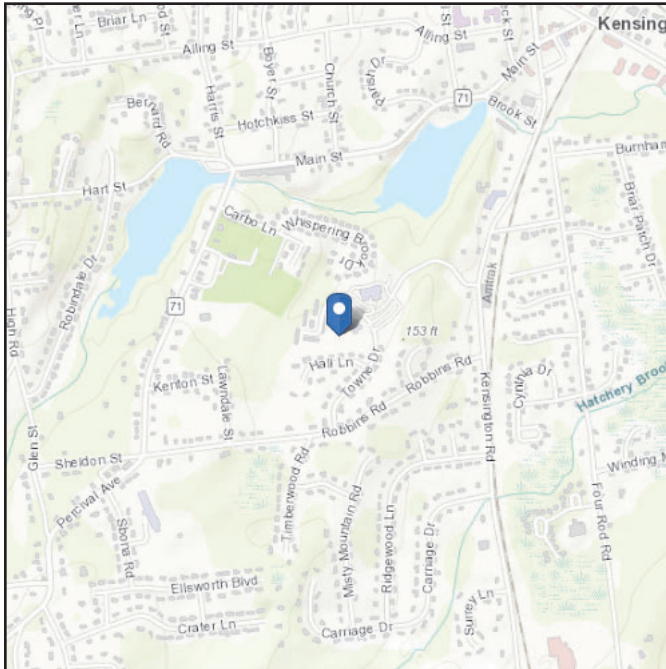 Briar Ln
Alling St
Alling St
Kensing
Boyer St
Church St
Parish Dr
Main St
Harris St
71
Brook St
Hotchkiss St
Main St
Burnham
Hart St
Carbo Ln
Whispering Brook Dr
Briar Patch Dr
Robindale Dr
High Rd
71
Amtrak
153 ft
Hall Ln
Towne Dr
Robbins Rd
Kenton St
Lawndale St
Kensington Rd
Cynthia Dr
Hatchery Brook
Robbins Rd
Glen St
Sheldon St
Percival Ave
Timberwood Rd
Misty Mountain Rd
Ridgewood Ln
Carriage Dr
Four Rod Rd
Sbona Rd
Ellsworth Blvd
Surrey Ln
Crater Ln
Carriage Dr